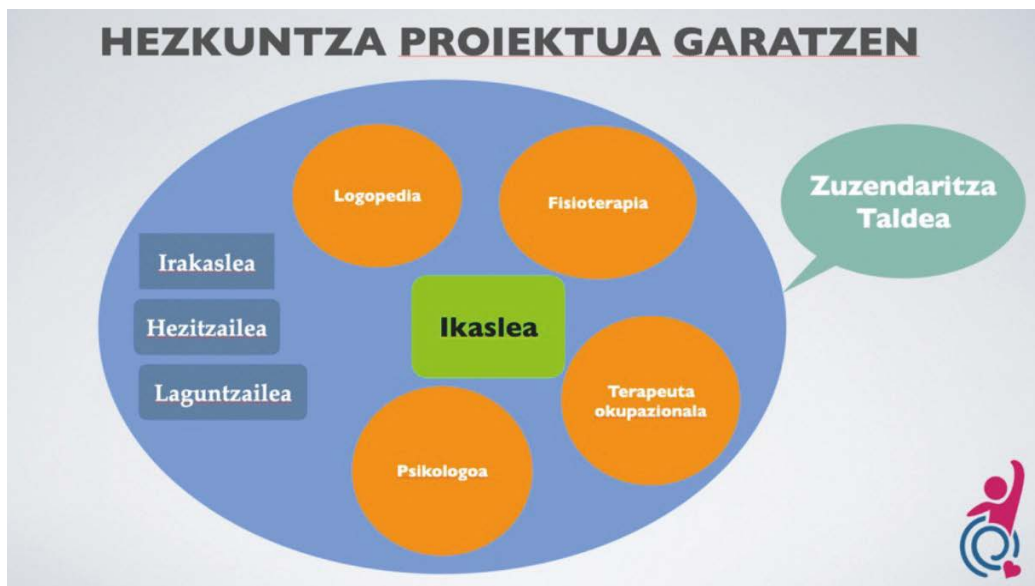 HEZKUNTZA PROIEKTUA GARATZEN
Logopedia
Fisioterapia
Zuzendaritza
Taldea
Irakaslea
Hezitzailea
Ikaslea
Laguntzailea
Terapeuta
okupazionala
Psikologoa